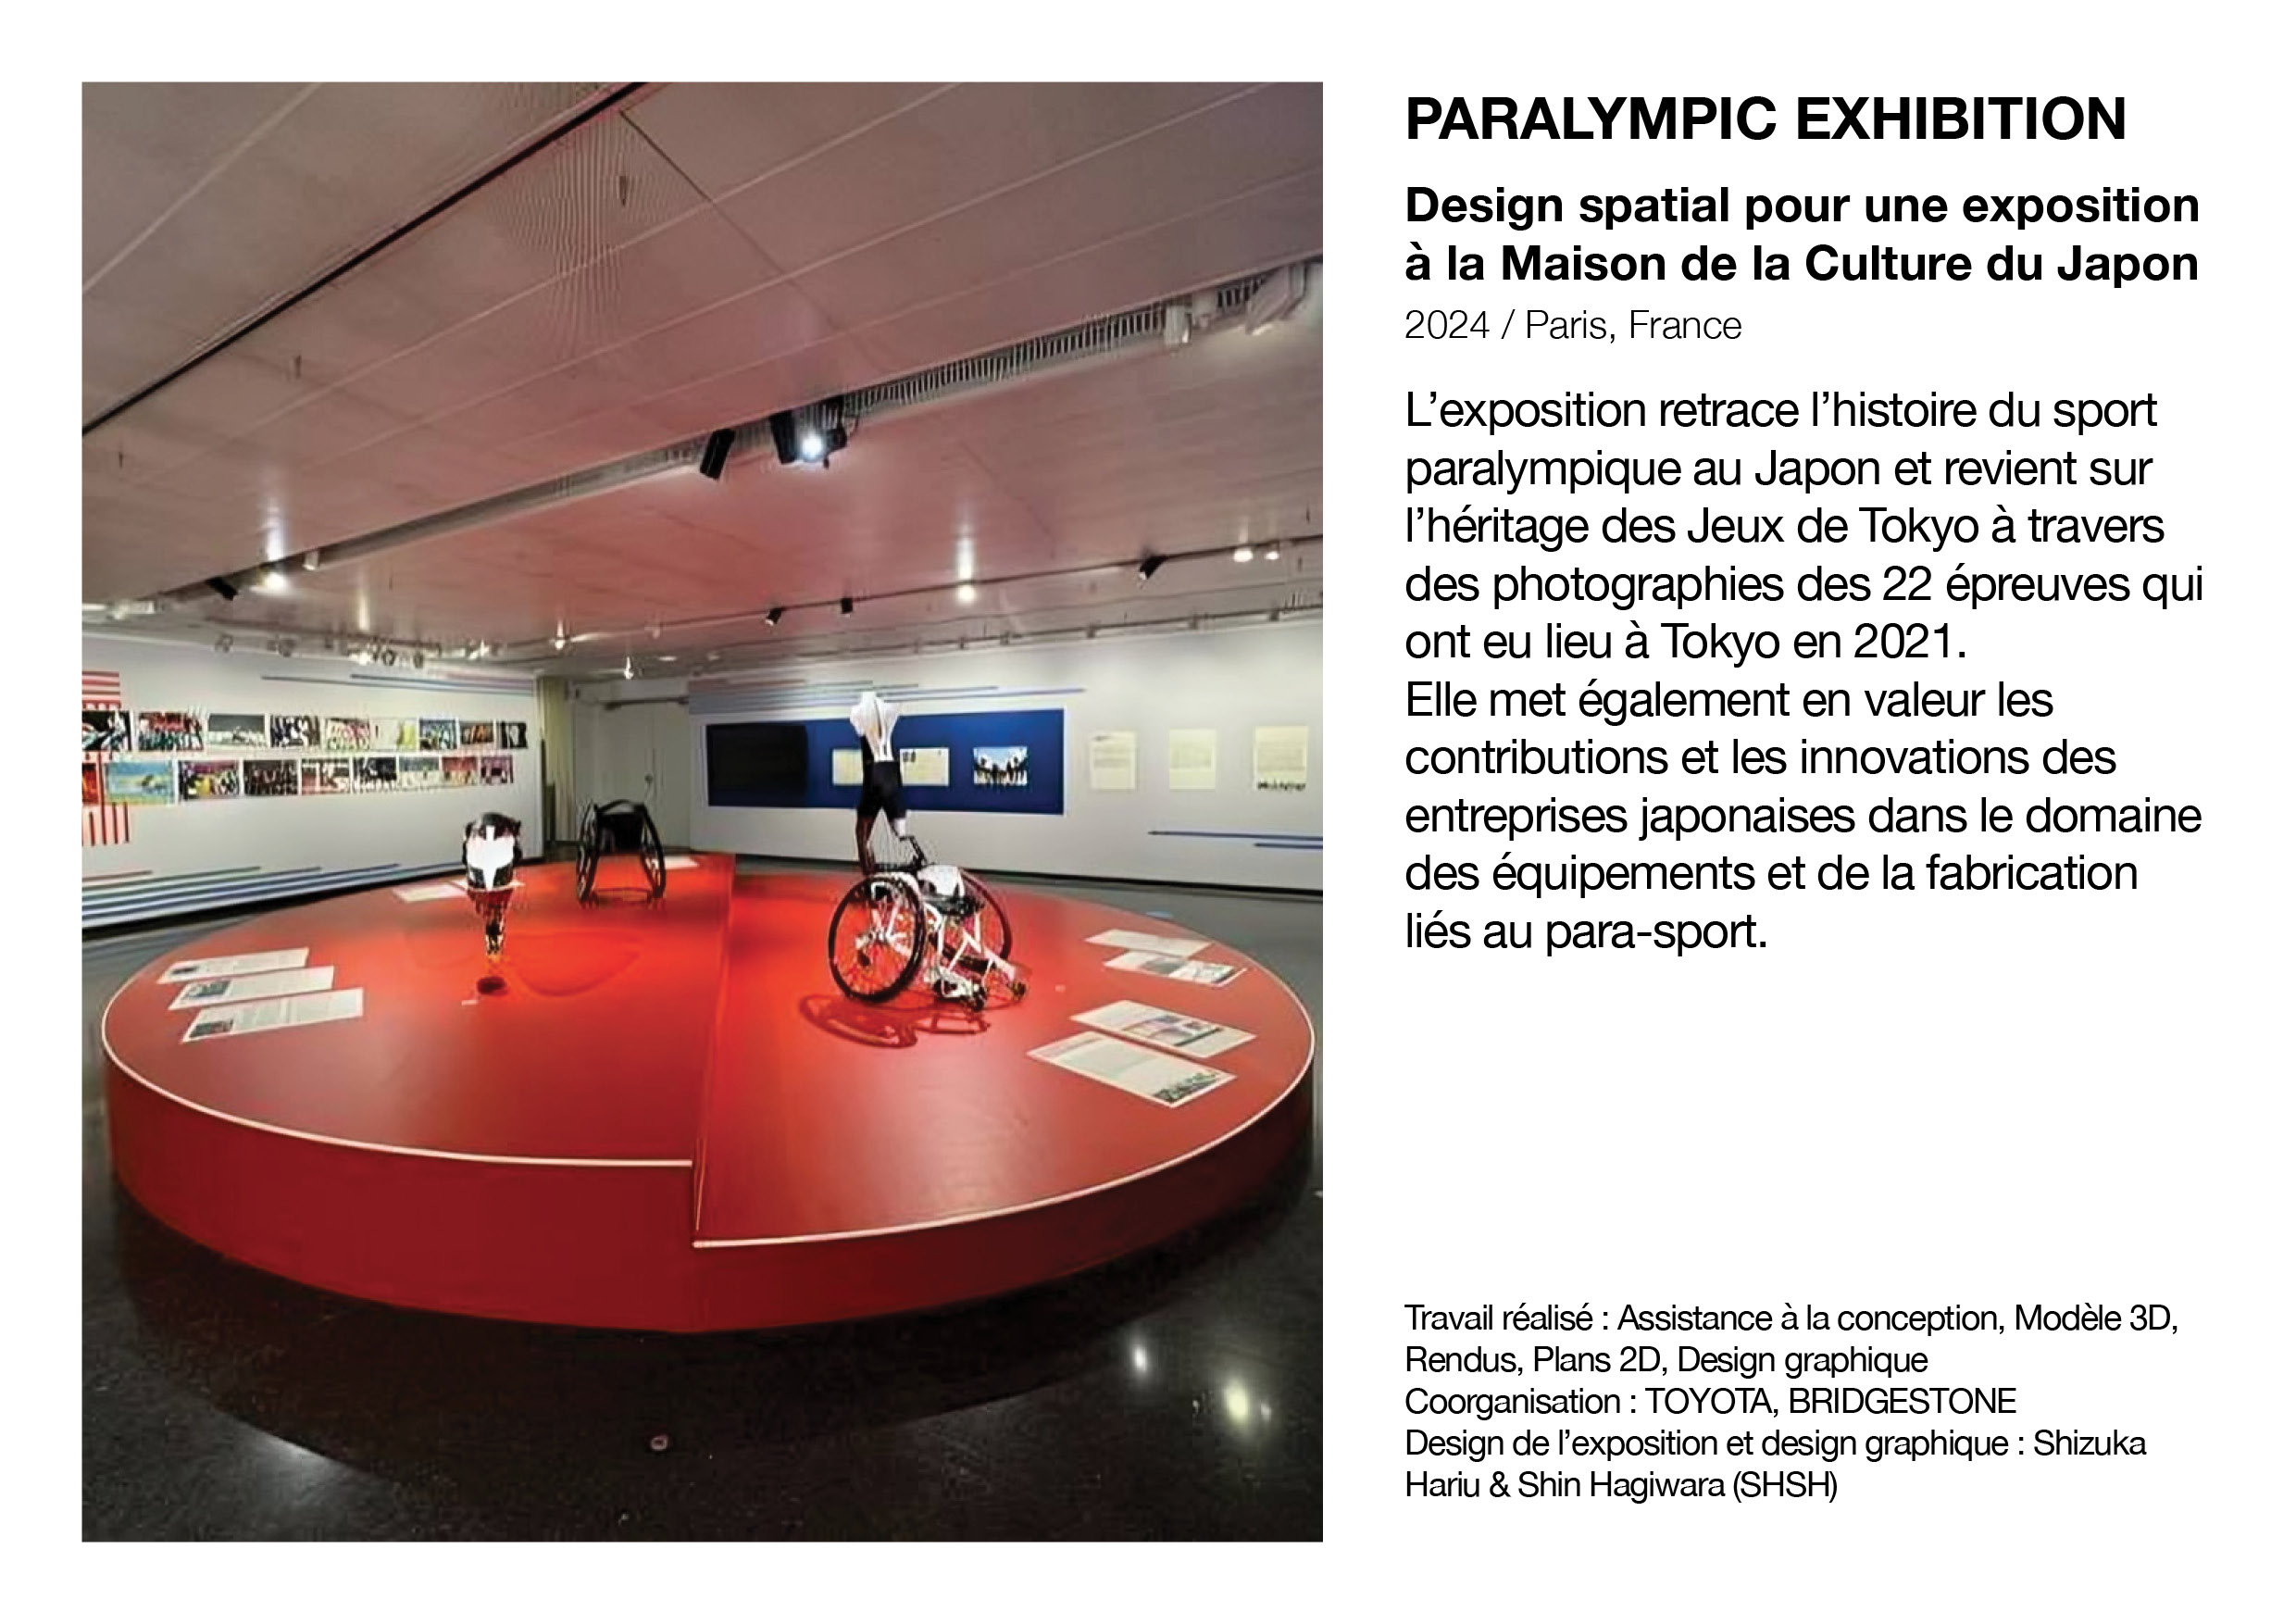 PARALYMPIC EXHIBITION
Design spatial pour une exposition
à la Maison de la Culture du Japon
2024 / Paris, France
L’exposition retrace l’histoire du sport
paralympique au Japon et revient sur
l’héritage des Jeux de Tokyo à travers
des photographies des 22 épreuves qui
ont eu lieu à Tokyo en 2021.
Elle met également en valeur les
contributions et les innovations des
entreprises japonaises dans le domaine
des équipements et de la fabrication
liés au para-sport.
Travail réalisé : Assistance à la conception, Modèle 3D,
Rendus, Plans 2D, Design graphique
Coorganisation : TOYOTA, BRIDGESTONE
Design de l’exposition et design graphique : Shizuka
Hariu & Shin Hagiwara (SHSH)